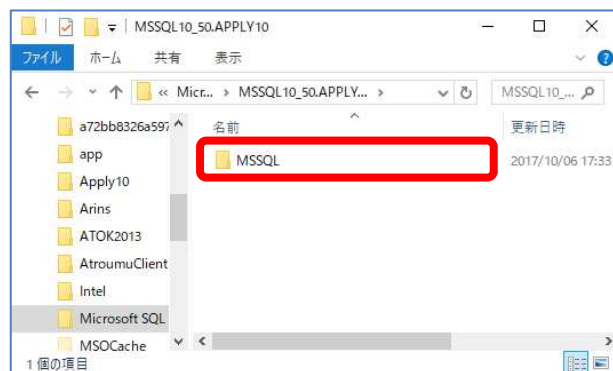 MSSQL10_50.APPLY10
ファイル ホーム 共有 表示
« Micr... › MSSQL10_50.APPLY... › MSSQL10_...
名前 更新日時
a72bb8326a597
app
Apply10
Arins
ATOK2013
AtroumuClient
Intel
Microsoft SQL
MSOCache
MSSQL 2017/10/06 17:33
1 個の項目